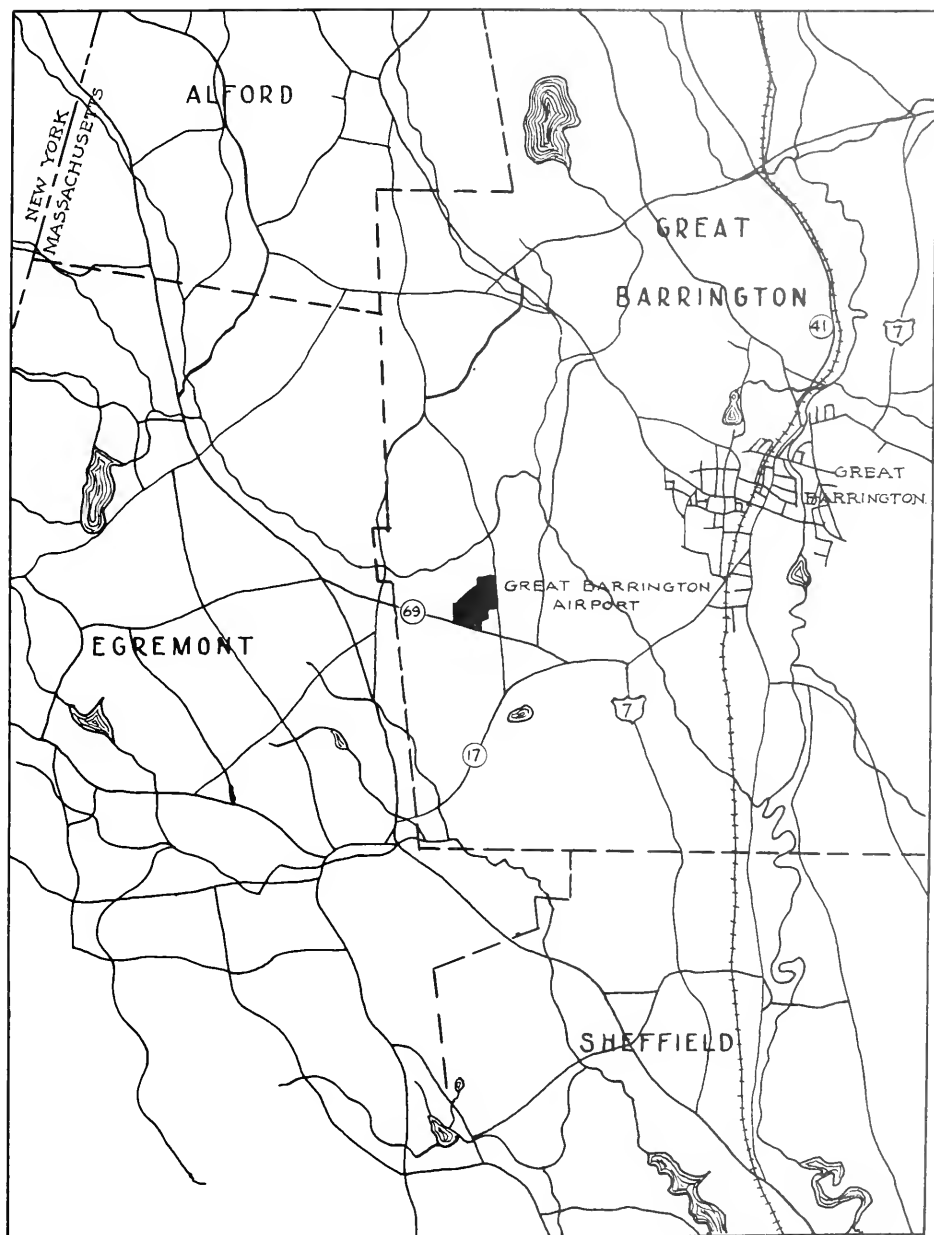 ALFORD
NEW YORK
MASSACHUSETTS
GREAT
BARRINGTON
41
7
GREAT
BARRINGTON
GREAT BARRINGTON
AIRPORT
69
EGREMONT
7
17
SHEFFIELD